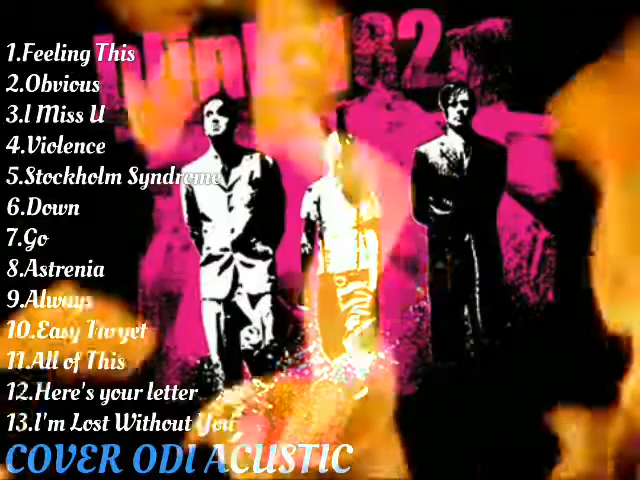 1.Feeling This
2.Obvious
3.I Miss U
4.Violence
5.Stockholm Syndrome
6.Down
7.Go
8.Astrenia
9.Always
10.Easy Target
11.All of This
12.Here's your letter
13.I'm Lost Without You
COVER ODI ACUSTIC